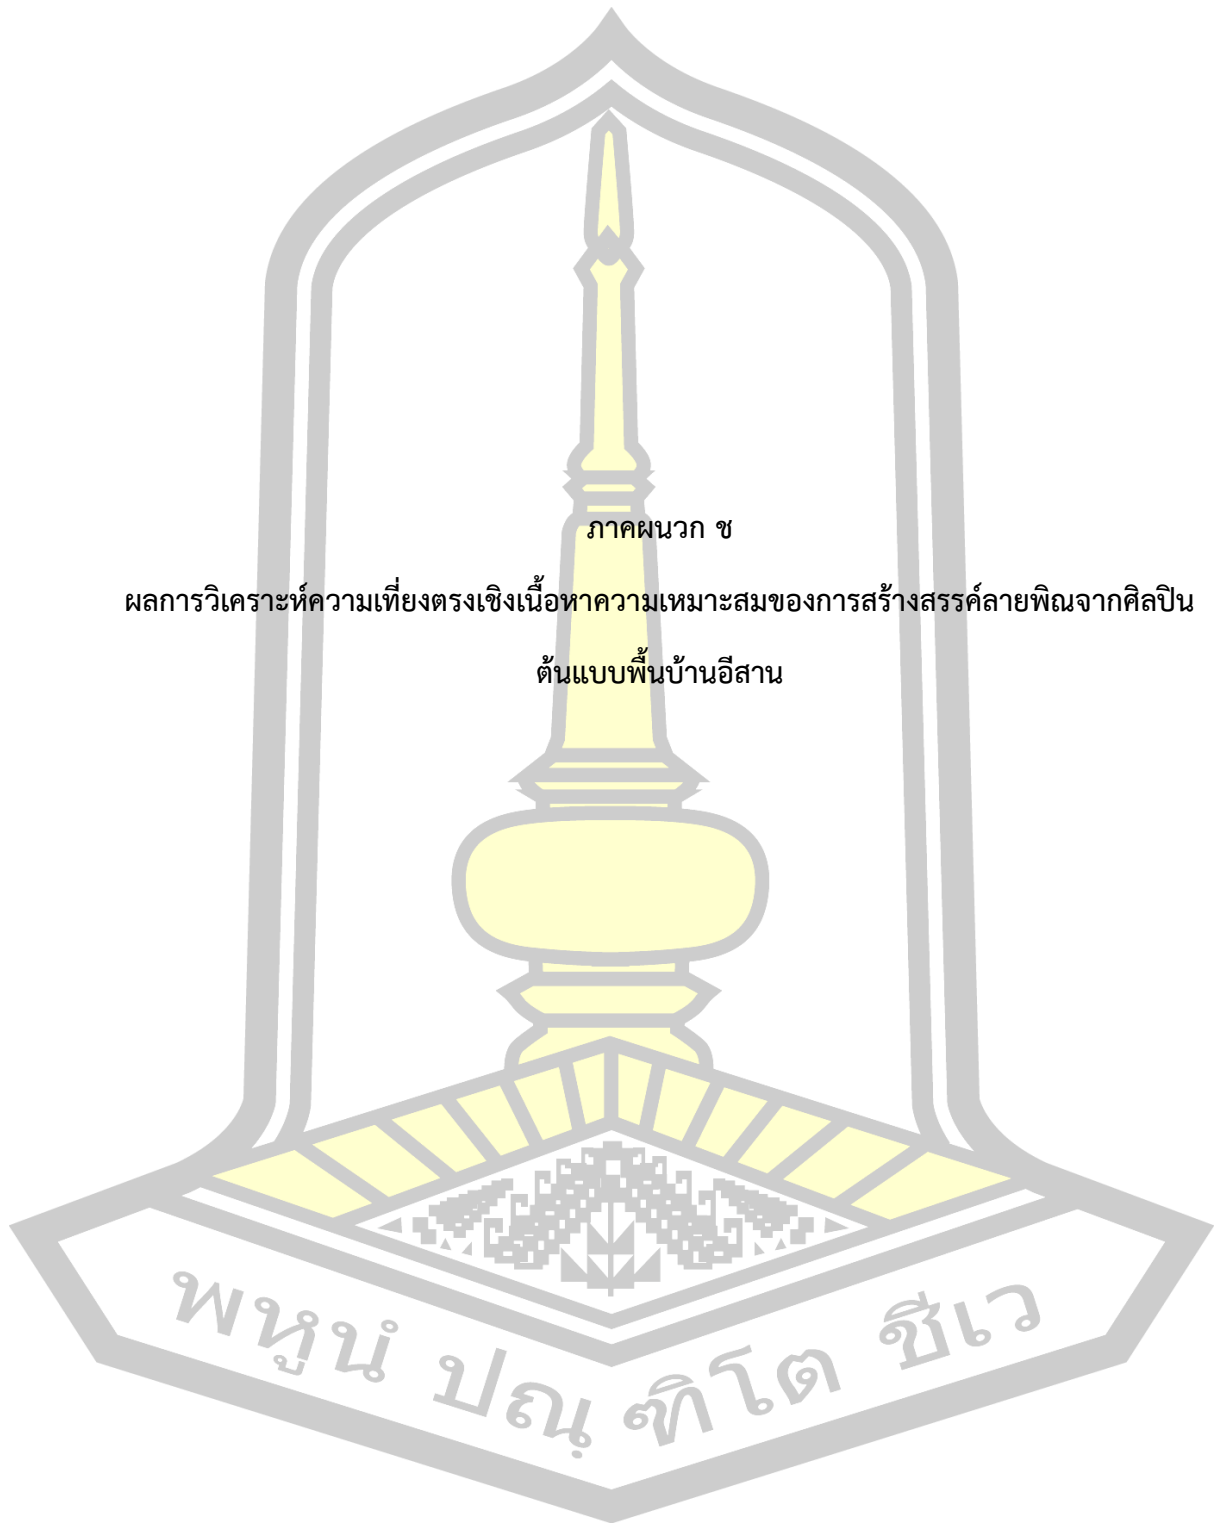 ภาคผนวก ช
ผลการวิเคราะห์ความเที่ยงตรงเชิงเนื้อหาความเหมาะสมของการสร้างสรรค์ลายพิณจากศิลปิน
ต้นแบบพื้นบ้านอีสาน
พหูนํ ปณฺ ฑิโต ชีเว